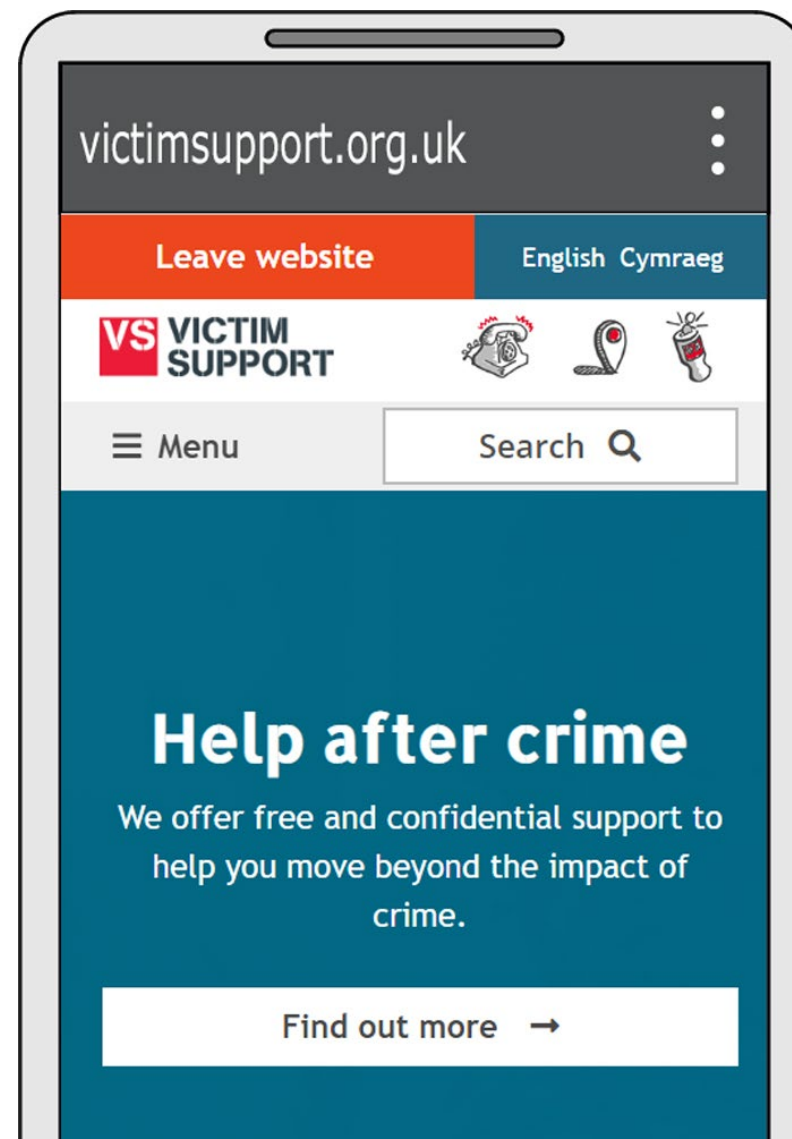 victimsupport.org.uk
Leave website
English Cymraeg
VS VICTIM
SUPPORT
Menu
Search
Help after crime
We offer free and confidential support to
help you move beyond the impact of
crime.
Find out more →